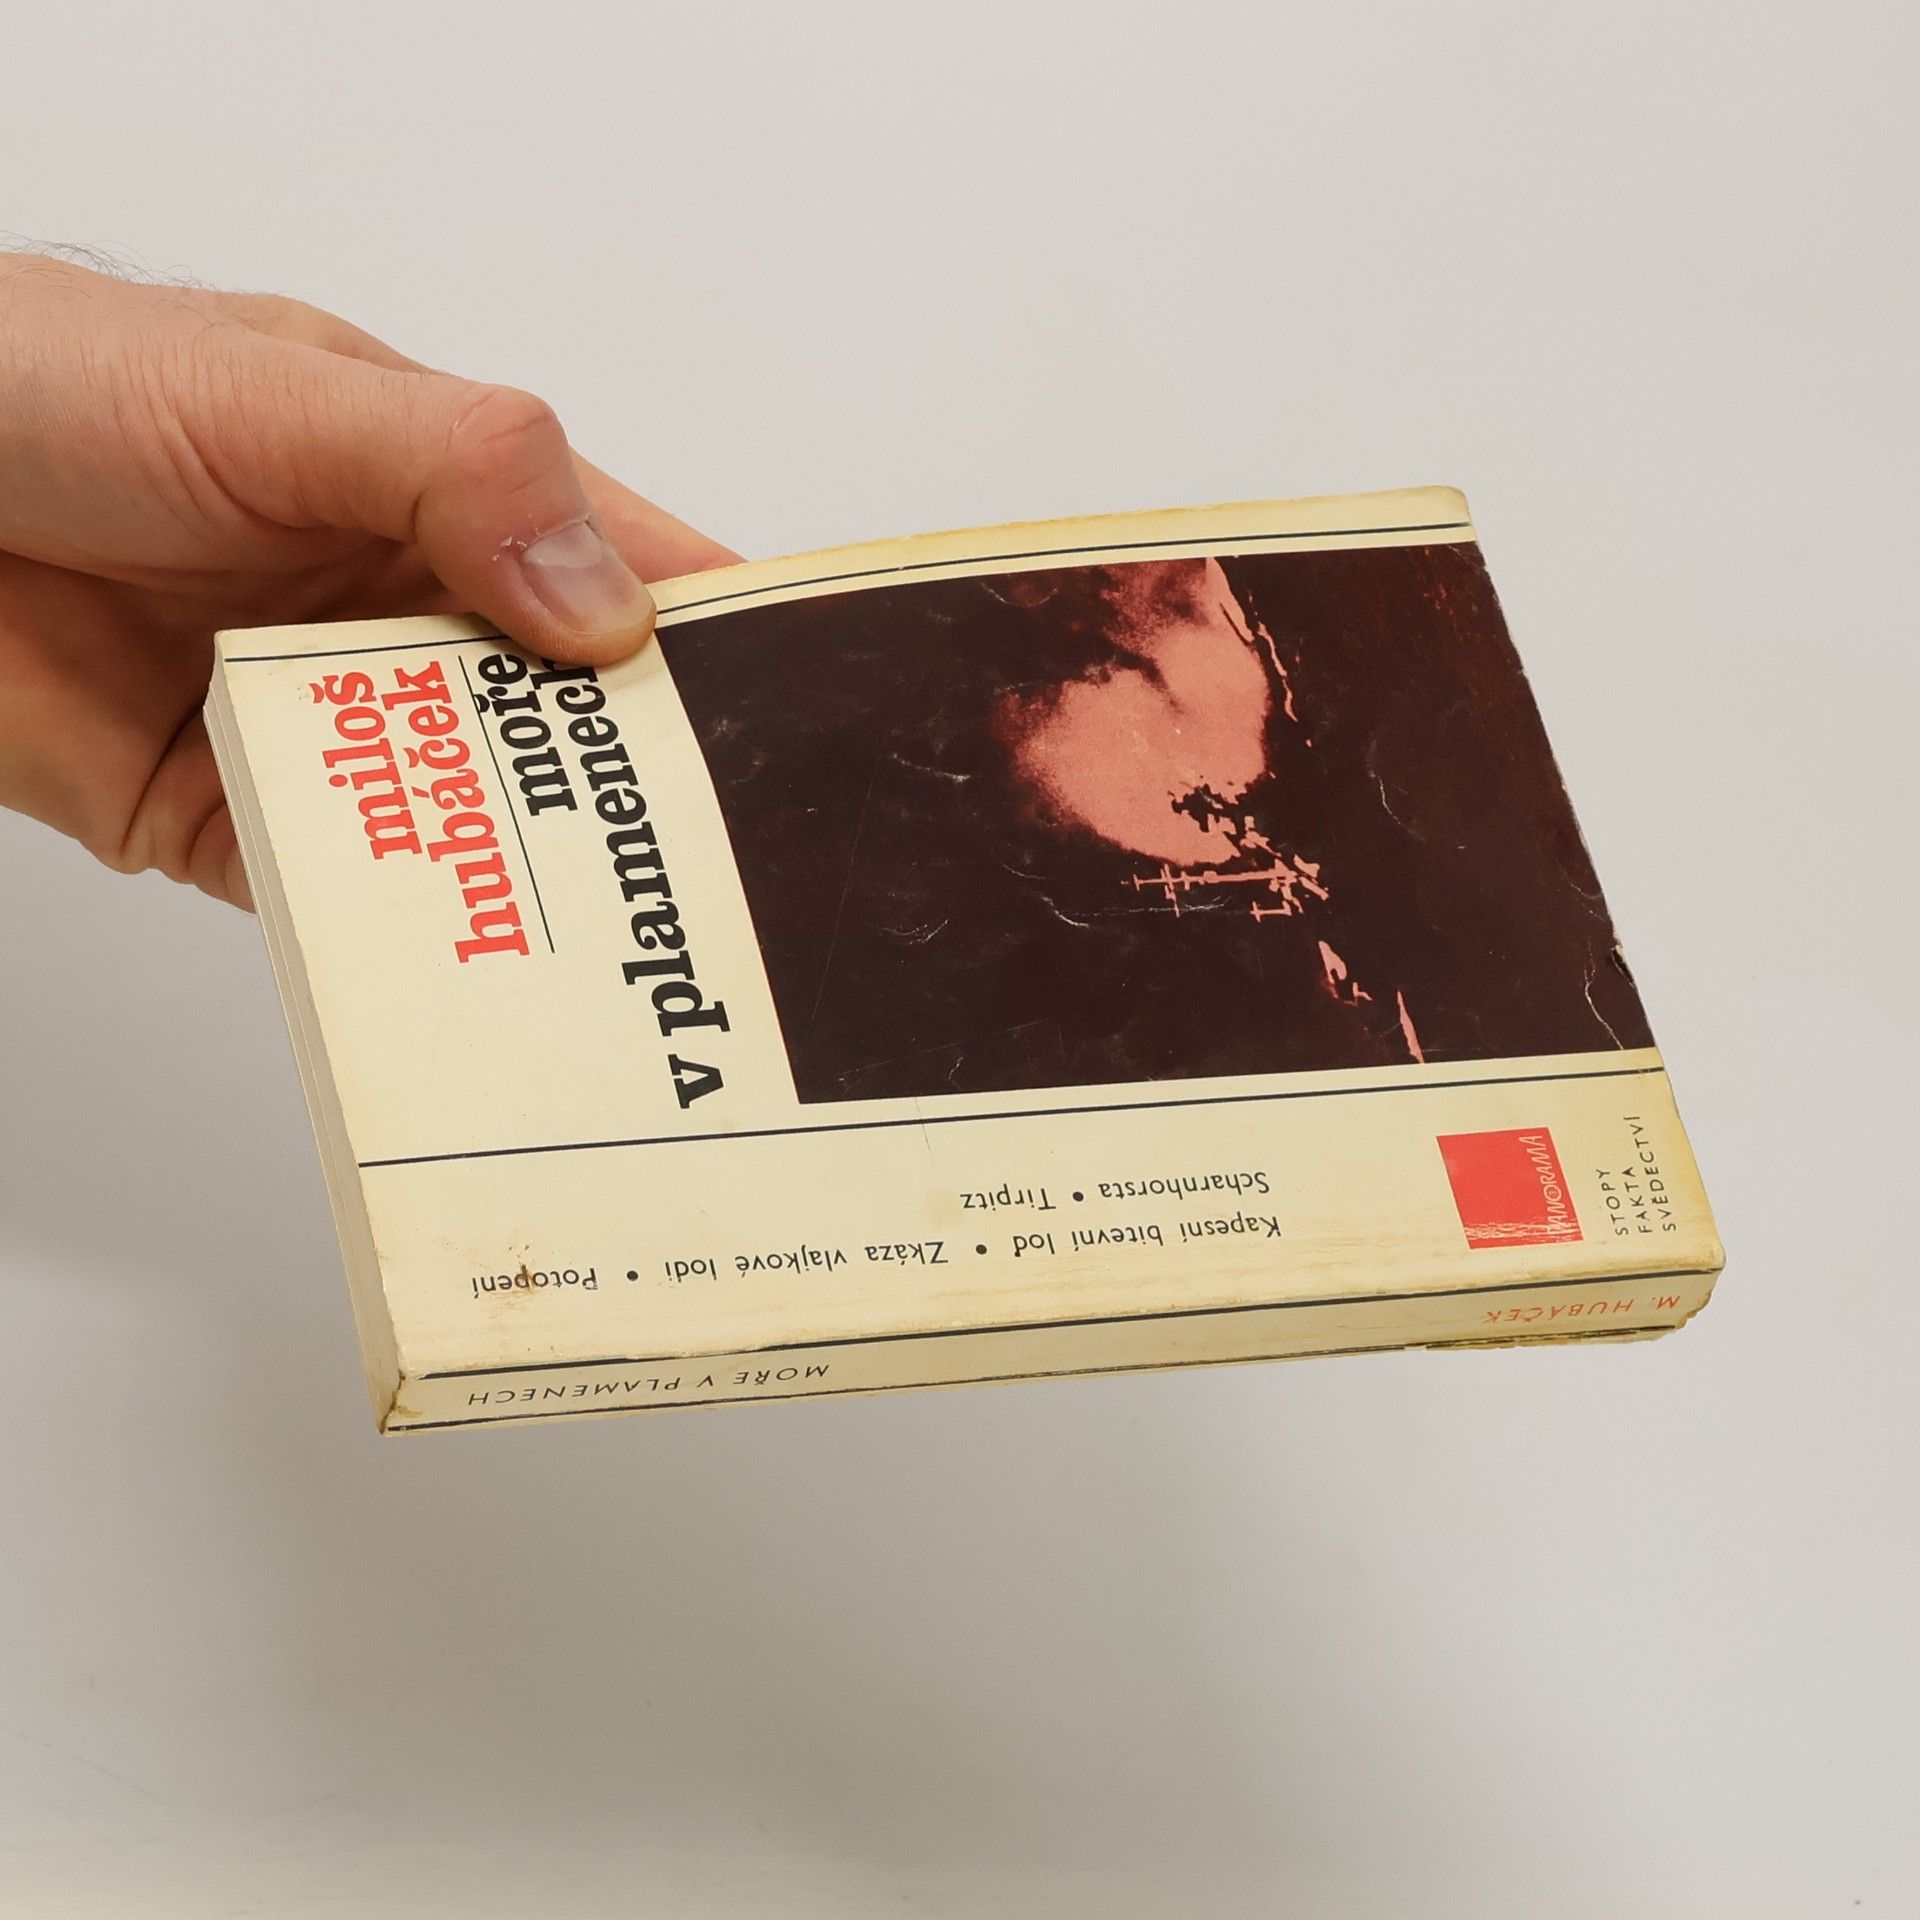 miloš
hubáček
moře
v plamenech
Kapesní bitevní loď • Zkáza vlajkové lodi • Potopení
Scharnhorsta • Tirpitz
PANORAMA
STOPY
FAKTA
SVĚDECTVÍ
M. HUBÁČEK
MOŘE V PLAMENECH